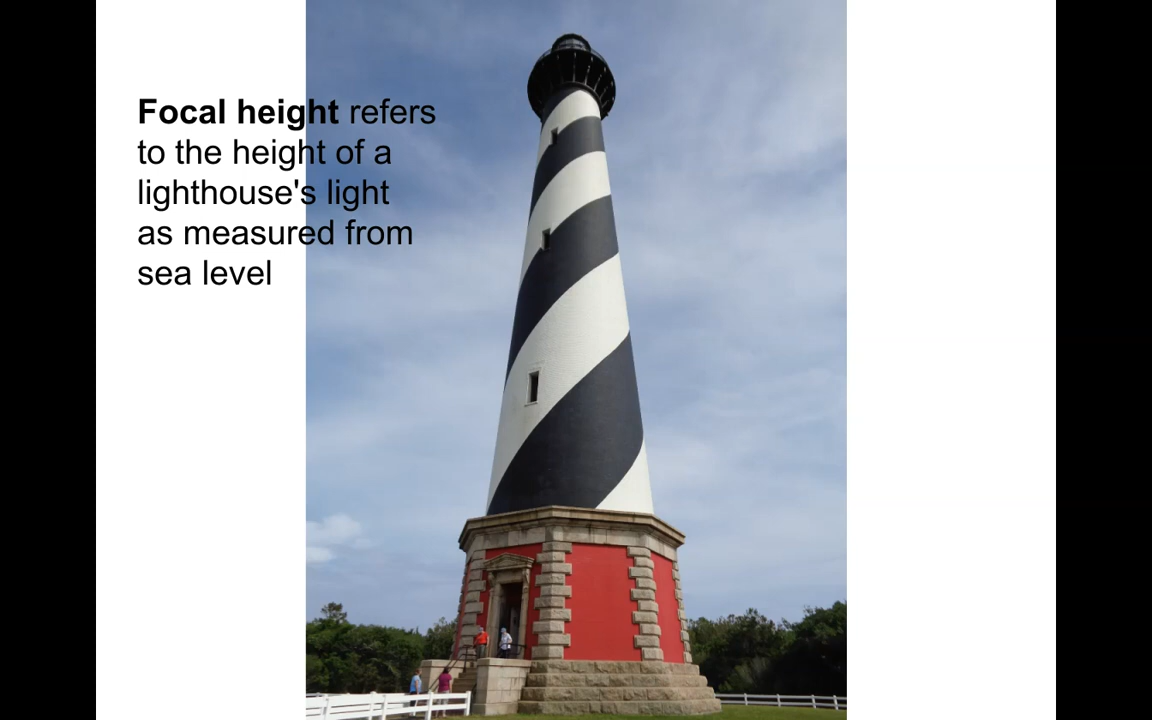 Focal height refers
to the height of a
lighthouse's light
as measured from
sea level